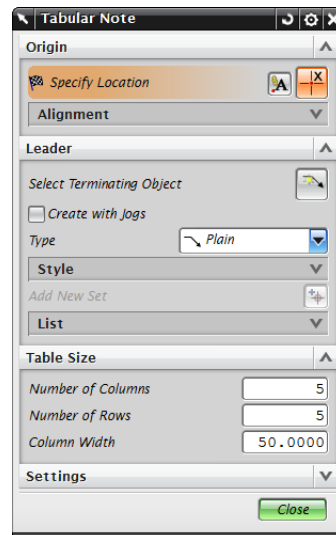 Tabular Note
Origin
Specify Location
Alignment
Leader
Select Terminating Object
Create with Jogs
Type Plain
Style
Add New Set
List
Table Size
Number of Columns 5
Number of Rows 5
Column Width 50.0000
Settings
Close